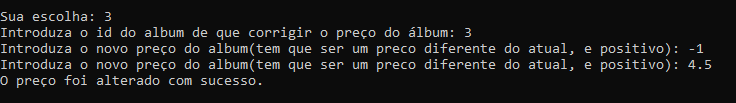 Sua escolha: 3
Introduza o id do album de que corrigir o preço do álbum: 3
Introduza o novo preço do album(tem que ser um preco diferente do atual, e positivo): -1
Introduza o novo preço do album(tem que ser um preco diferente do atual, e positivo): 4.5
O preço foi alterado com sucesso.